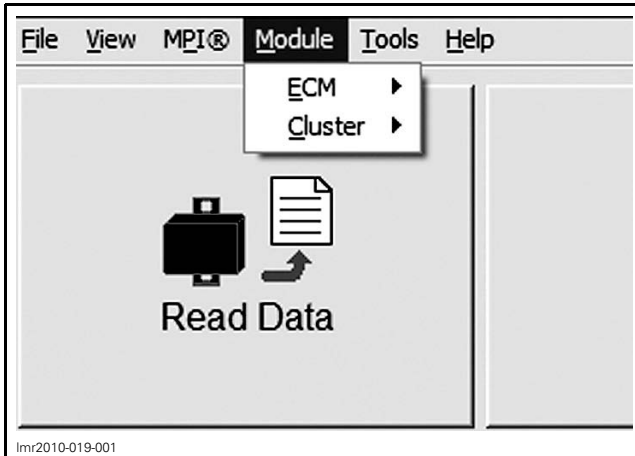 File View MPI® Module Tools Help
ECM
Cluster
Read Data
lmr2010-019-001